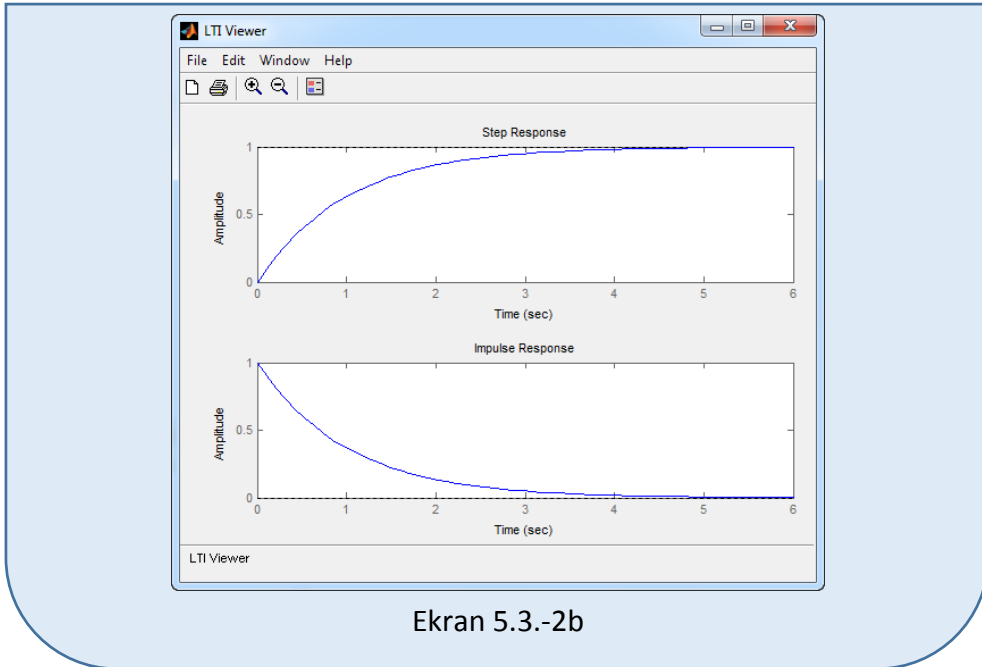 LTI Viewer
File Edit Window Help
Step Response
1
0.5
0
Amplitude
0 1 2 3 4 5 6
Time (sec)
Impulse Response
1
0.5
0
Amplitude
0 1 2 3 4 5 6
Time (sec)
LTI Viewer
Ekran 5.3.-2b